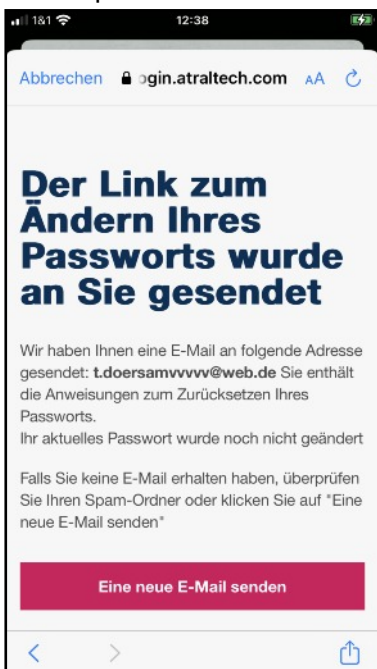 1&1 12:38
Abbrechen ogin.atraltech.com AA
Der Link zum
Ändern Ihres
Passworts wurde
an Sie gesendet
Wir haben Ihnen eine E-Mail an folgende Adresse
gesendet: t.doersamvvvvv@web.de Sie enthält
die Anweisungen zum Zurücksetzen Ihres
Passworts.
Ihr aktuelles Passwort wurde noch nicht geändert
Falls Sie keine E-Mail erhalten haben, überprüfen
Sie Ihren Spam-Ordner oder klicken Sie auf "Eine
neue E-Mail senden"
Eine neue E-Mail senden